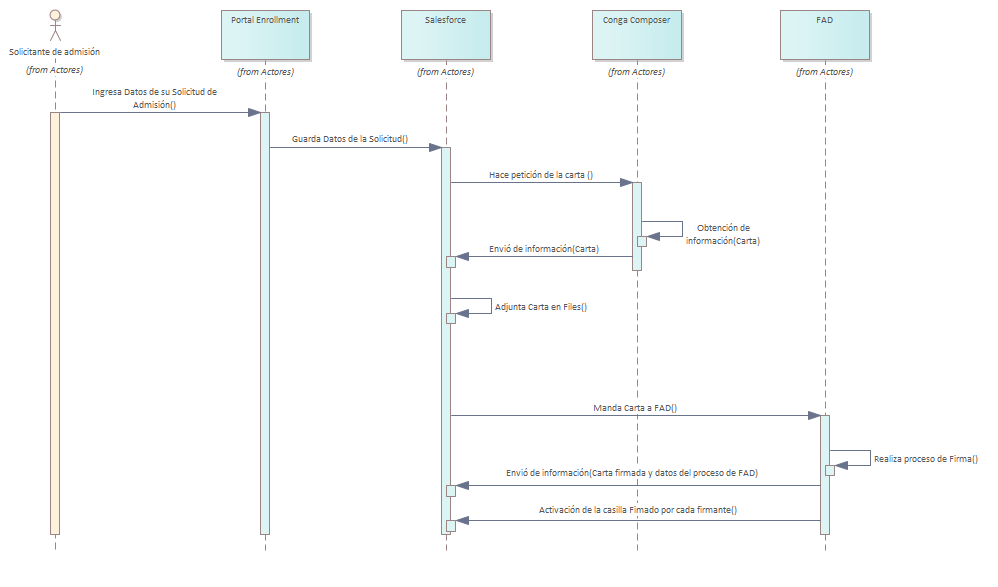 Portal Enrollment
Salesforce
Conga Composer
FAD
Solicitante de admisión
(from Actores)
(from Actores)
(from Actores)
(from Actores)
(from Actores)
Ingresa Datos de su Solicitud de
Admisión()
Guarda Datos de la Solicitud()
Hace petición de la carta ()
Obtención de
información(Carta)
Envió de información(Carta)
Adjunta Carta en Files()
Manda Carta a FAD()
Realiza proceso de Firma()
Envió de información(Carta firmada y datos del proceso de FAD)
Activación de la casilla Fimado por cada firmante()